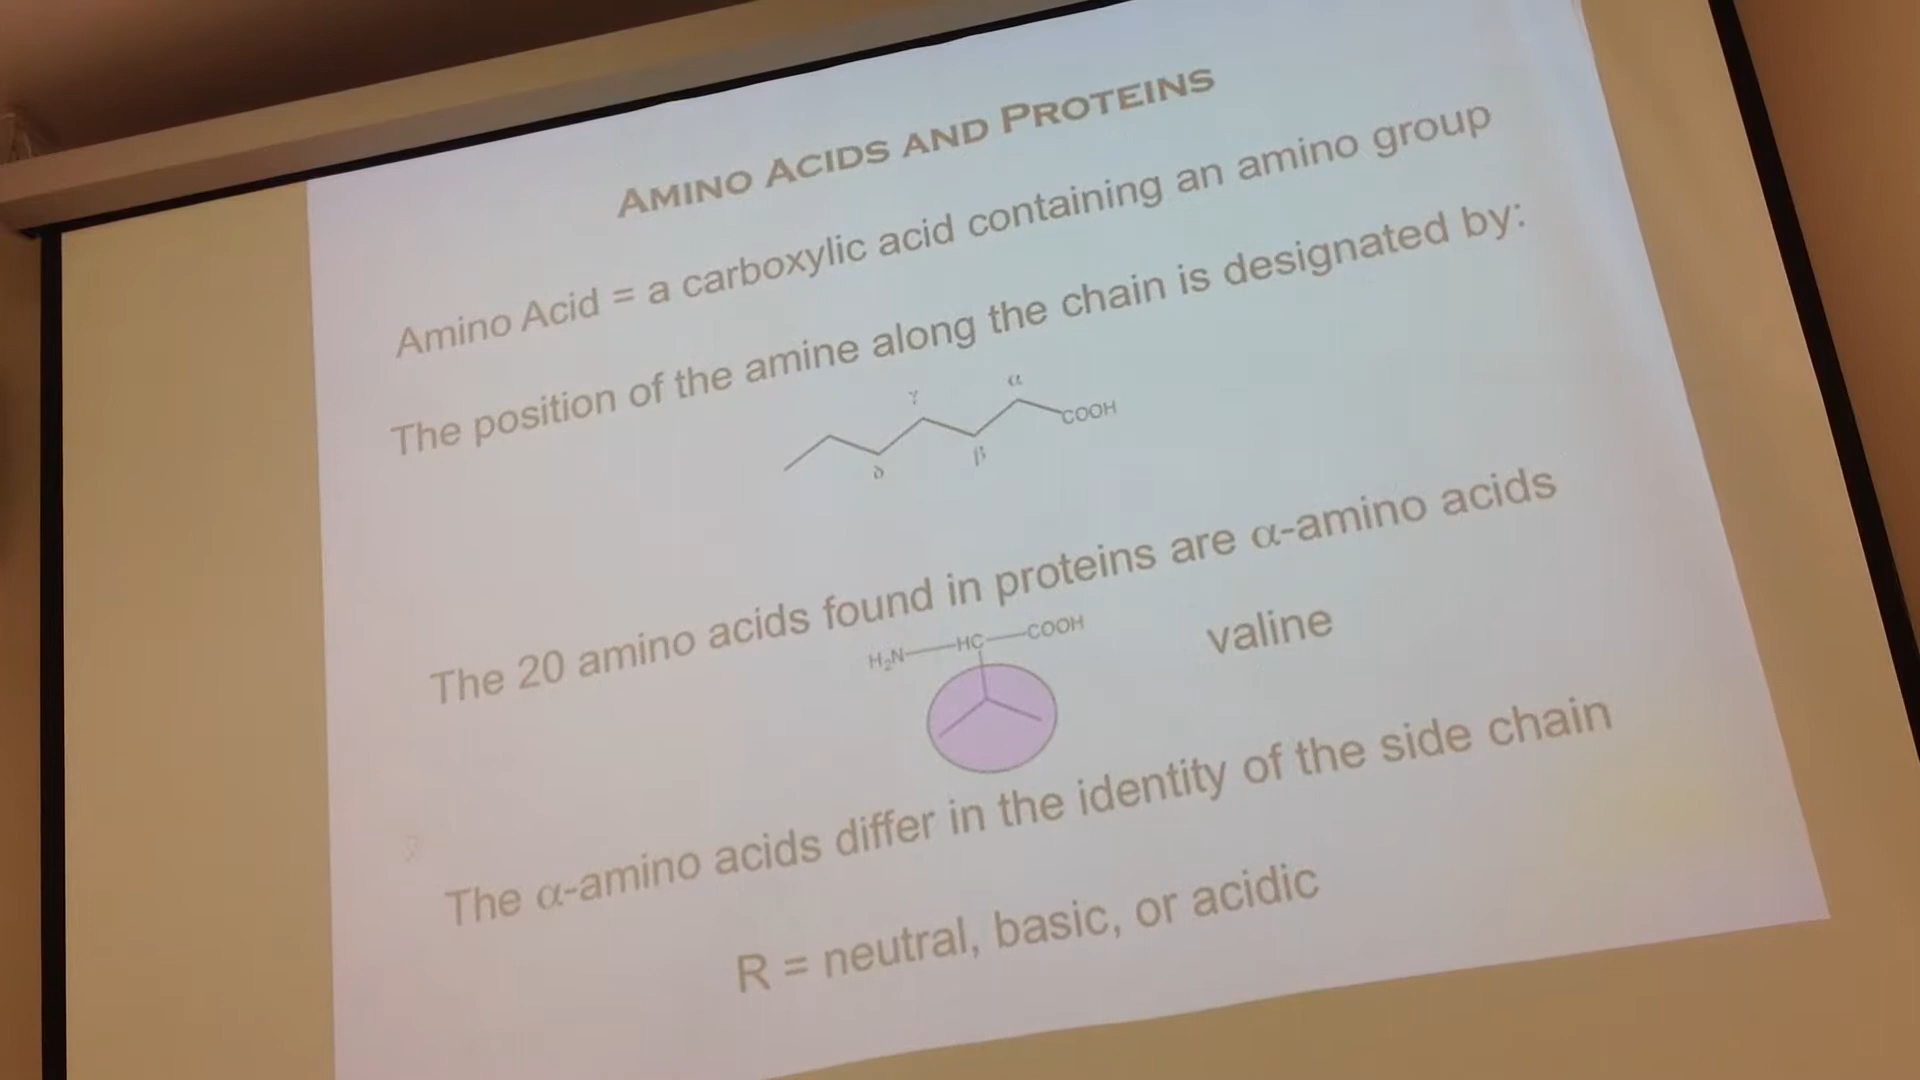 AMINO ACIDS AND PROTEINS
Amino Acid = a carboxylic acid containing an amino group
The position of the amine along the chain is designated by:
γ α
COOH
δ β
The 20 amino acids found in proteins are α-amino acids
H₂N HC COOH
valine
The α-amino acids differ in the identity of the side chain
R = neutral, basic, or acidic